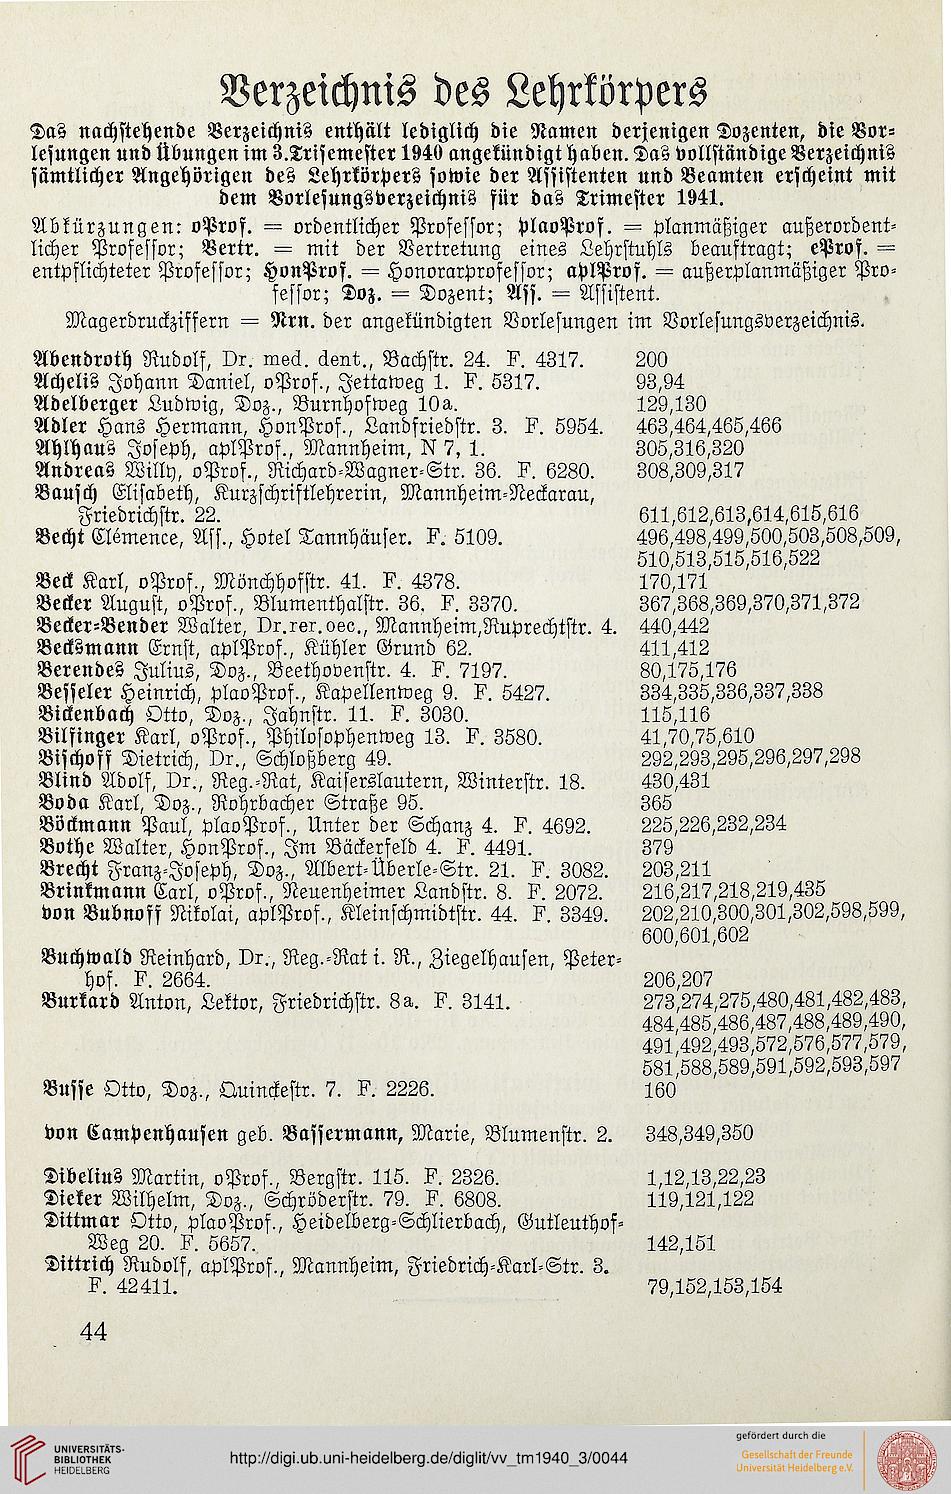 Verzeichnis des Lehrkörpers
Das nachstehende Verzeichnis enthält lediglich die Namen derjenigen Dozenten, die Vor-
lesungen und Übungen im 3.Trisemester 1940 angekündigt haben. Das vollständige Verzeichnis
sämtlicher Angehörigen des Lehrkörpers sowie der Assistenten und Beamten erscheint mit
dem Vorlesungsverzeichnis für das Trimester 1941.
Abkürzungen: oProf. = ordentlicher Professor; plaoProf. = planmäßiger außerordent-
licher Professor; Vertr. = mit der Vertretung eines Lehrstuhls beauftragt; eProf. =
entpflichteter Professor; HonProf. = Honorarprofessor; aplProf. = außerplanmäßiger Pro-
fessor; Doz. = Dozent; Ass. = Assistent.
Magerdruckziffern = Nrn. der angekündigten Vorlesungen im Vorlesungsverzeichnis.
Abendroth Rudolf, Dr. med. dent., Bachstr. 24. F. 4317. 200
Achelis Johann Daniel, oProf., Jettaweg 1. F. 5317. 93,94
Adelberger Ludwig, Doz., Burnhofweg 10a. 129,130
Adler Hans Hermann, HonProf., Landfriedstr. 3. F. 5954. 463,464,465,466
Ahlhaus Joseph, aplProf., Mannheim, N 7, 1. 305,316,320
Andreas Willy, oProf., Richard-Wagner-Str. 36. F. 6280. 308,309,317
Bausch Elisabeth, Kurzschriftlehrerin, Mannheim-Neckarau,
Friedrichstr. 22. 611,612,613,614,615,616
Becht Clémence, Ass., Hotel Tannhäuser. F. 5109. 496,498,499,500,503,508,509,
510,513,515,516,522
Beck Karl, oProf., Mönchhofstr. 41. F. 4378. 170,171
Becker August, oProf., Blumenthalstr. 36. F. 3370. 367,368,369,370,371,372
Becker-Bender Walter, Dr.rer.oec., Mannheim,Ruprechtstr. 4. 440,442
Becksmann Ernst, aplProf., Kühler Grund 62. 411,412
Berendes Julius, Doz., Beethovenstr. 4. F. 7197. 80,175,176
Besseler Heinrich, plaoProf., Kapellenweg 9. F. 5427. 334,335,336,337,338
Bickenbach Otto, Doz., Jahnstr. 11. F. 3030. 115,116
Bilfinger Karl, oProf., Philosophenweg 13. F. 3580. 41,70,75,610
Bischoff Dietrich, Dr., Schloßberg 49. 292,293,295,296,297,298
Blind Adolf, Dr., Reg.-Rat, Kaiserslautern, Winterstr. 18. 430,431
Boda Karl, Doz., Rohrbacher Straße 95. 365
Böckmann Paul, plaoProf., Unter der Schanz 4. F. 4692. 225,226,232,234
Bothe Walter, HonProf., Im Bäckerfeld 4. F. 4491. 379
Brecht Franz-Joseph, Doz., Albert-Überle-Str. 21. F. 3082. 203,211
Brinkmann Carl, oProf., Neuenheimer Landstr. 8. F. 2072. 216,217,218,219,435
von Bubnoff Nikolai, aplProf., Kleinschmidtstr. 44. F. 3349. 202,210,300,301,302,598,599,
600,601,602
Buchwald Reinhard, Dr., Reg.-Rat i. R., Ziegelhausen, Peter-
hof. F. 2664. 206,207
Burkard Anton, Lektor, Friedrichstr. 8a. F. 3141. 273,274,275,480,481,482,483,
484,485,486,487,488,489,490,
491,492,493,572,576,577,579,
581,588,589,591,592,593,597
Busse Otto, Doz., Quinckestr. 7. F. 2226. 160
von Campenhausen geb. Bassermann, Marie, Blumenstr. 2. 348,349,350
Dibelius Martin, oProf., Bergstr. 115. F. 2326. 1,12,13,22,23
Dieker Wilhelm, Doz., Schröderstr. 79. F. 6808. 119,121,122
Dittmar Otto, plaoProf., Heidelberg-Schlierbach, Gutleuthof-
Weg 20. F. 5657. 142,151
Dittrich Rudolf, aplProf., Mannheim, Friedrich-Karl-Str. 3.
F. 42411. 79,152,153,154
44
UNIVERSITÄTS-
BIBLIOTHEK
HEIDELBERG
http://digi.ub.uni-heidelberg.de/diglit/vv_tm1940_3/0044
gefördert durch die
Gesellschaft der Freunde
Universität Heidelberg e.V.